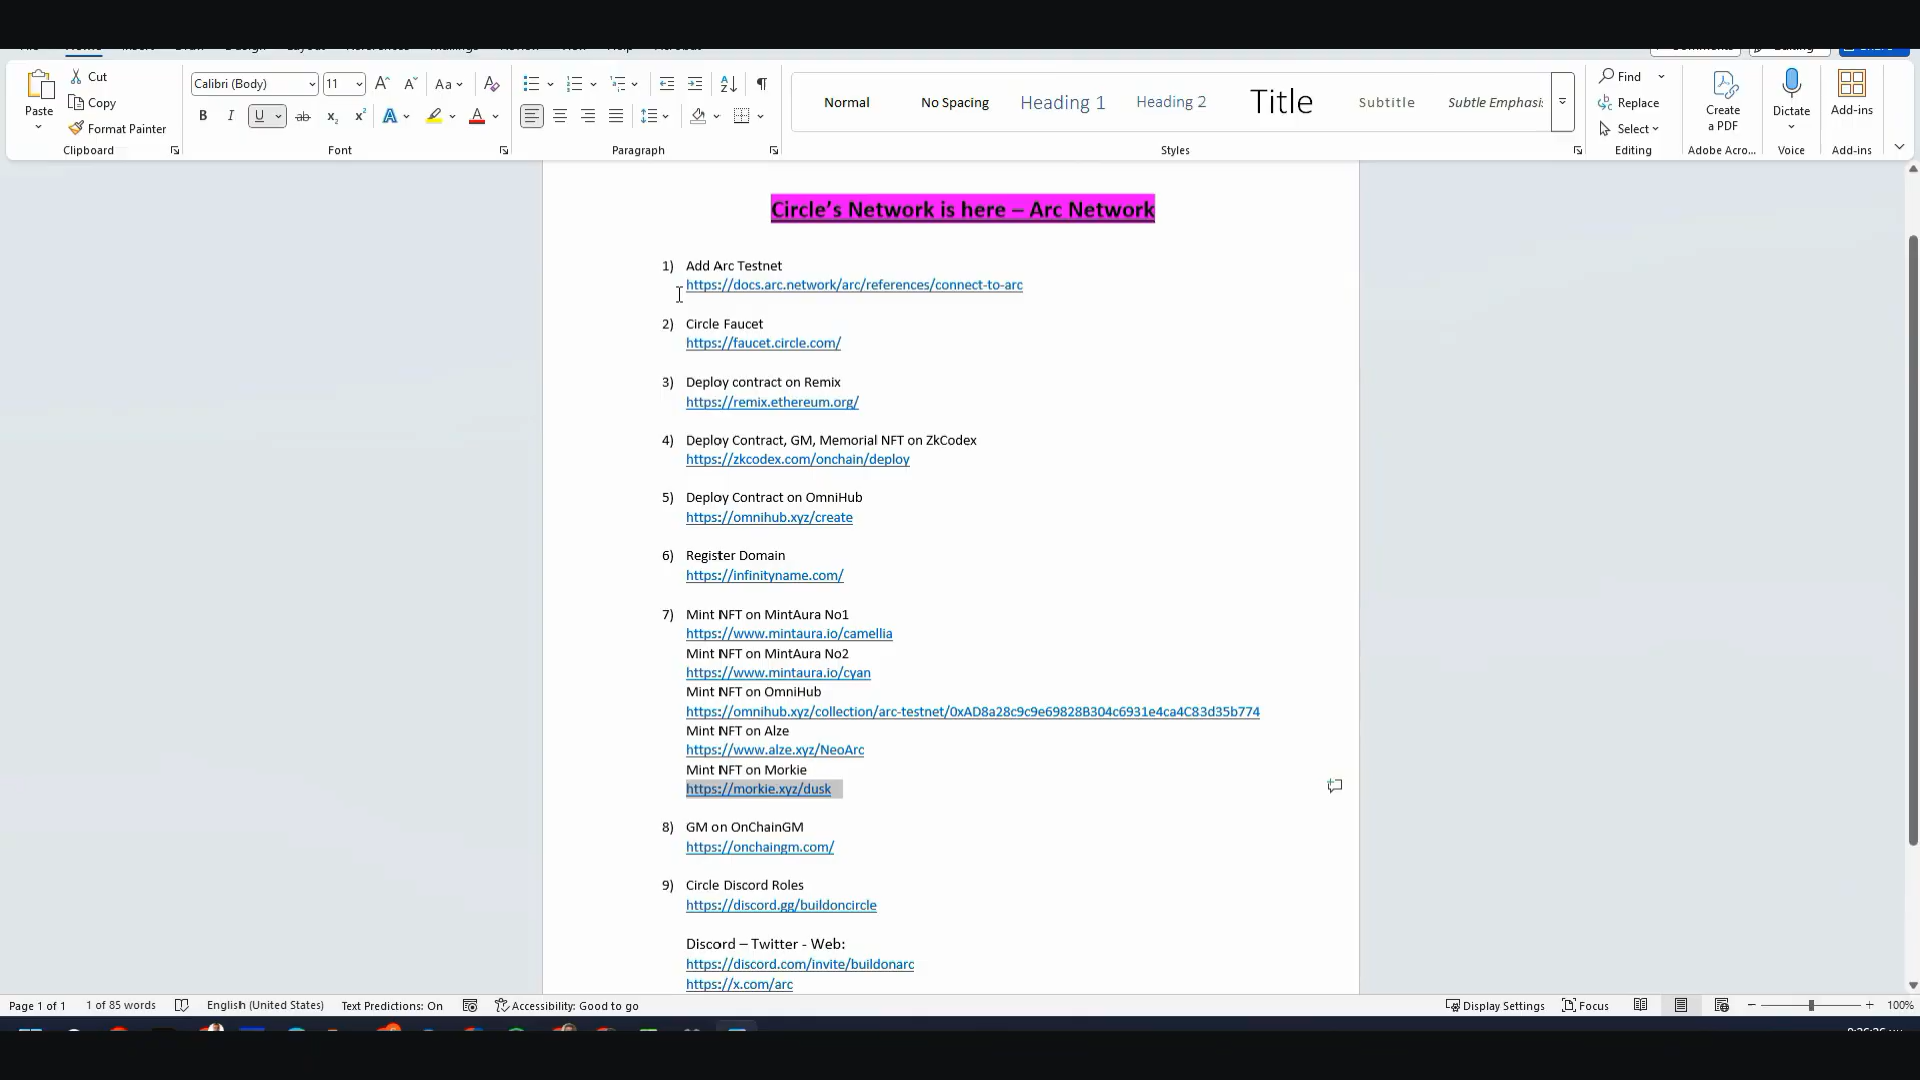 Home
Cut
Copy
Paste
Format Painter
Clipboard
Calibri (Body)
11
Font
Paragraph
Normal
No Spacing
Heading 1
Heading 2
Title
Subtitle
Subtle Emphasis
Styles
Find
Replace
Select
Editing
Create
a PDF
Adobe Acro...
Dictate
Voice
Add-ins
Add-ins
Circle's Network is here – Arc Network
1) Add Arc Testnet
https://docs.arc.network/arc/references/connect-to-arc
2) Circle Faucet
https://faucet.circle.com/
3) Deploy contract on Remix
https://remix.ethereum.org/
4) Deploy Contract, GM, Memorial NFT on ZkCodex
https://zkcodex.com/onchain/deploy
5) Deploy Contract on OmniHub
https://omnihub.xyz/create
6) Register Domain
https://infinityname.com/
7) Mint NFT on MintAura No1
https://www.mintaura.io/camellia
Mint NFT on MintAura No2
https://www.mintaura.io/cyan
Mint NFT on OmniHub
https://omnihub.xyz/collection/arc-testnet/0xAD8a28c9c9e69828B304c6931e4ca4C83d35b774
Mint NFT on Alze
https://www.alze.xyz/NeoArc
Mint NFT on Morkie
https://morkie.xyz/dusk
8) GM on OnChainGM
https://onchaingm.com/
9) Circle Discord Roles
https://discord.gg/buildoncircle
Discord – Twitter - Web:
https://discord.com/invite/buildonarc
https://x.com/arc
Page 1 of 1
1 of 85 words
English (United States)
Text Predictions: On
Accessibility: Good to go
Display Settings
Focus
100%